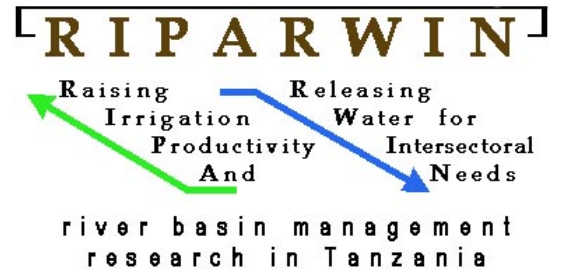 RIPARWIN
Raising Releasing
Irrigation Water for
Productivity Intersectoral
And Needs
river basin management
research in Tanzania